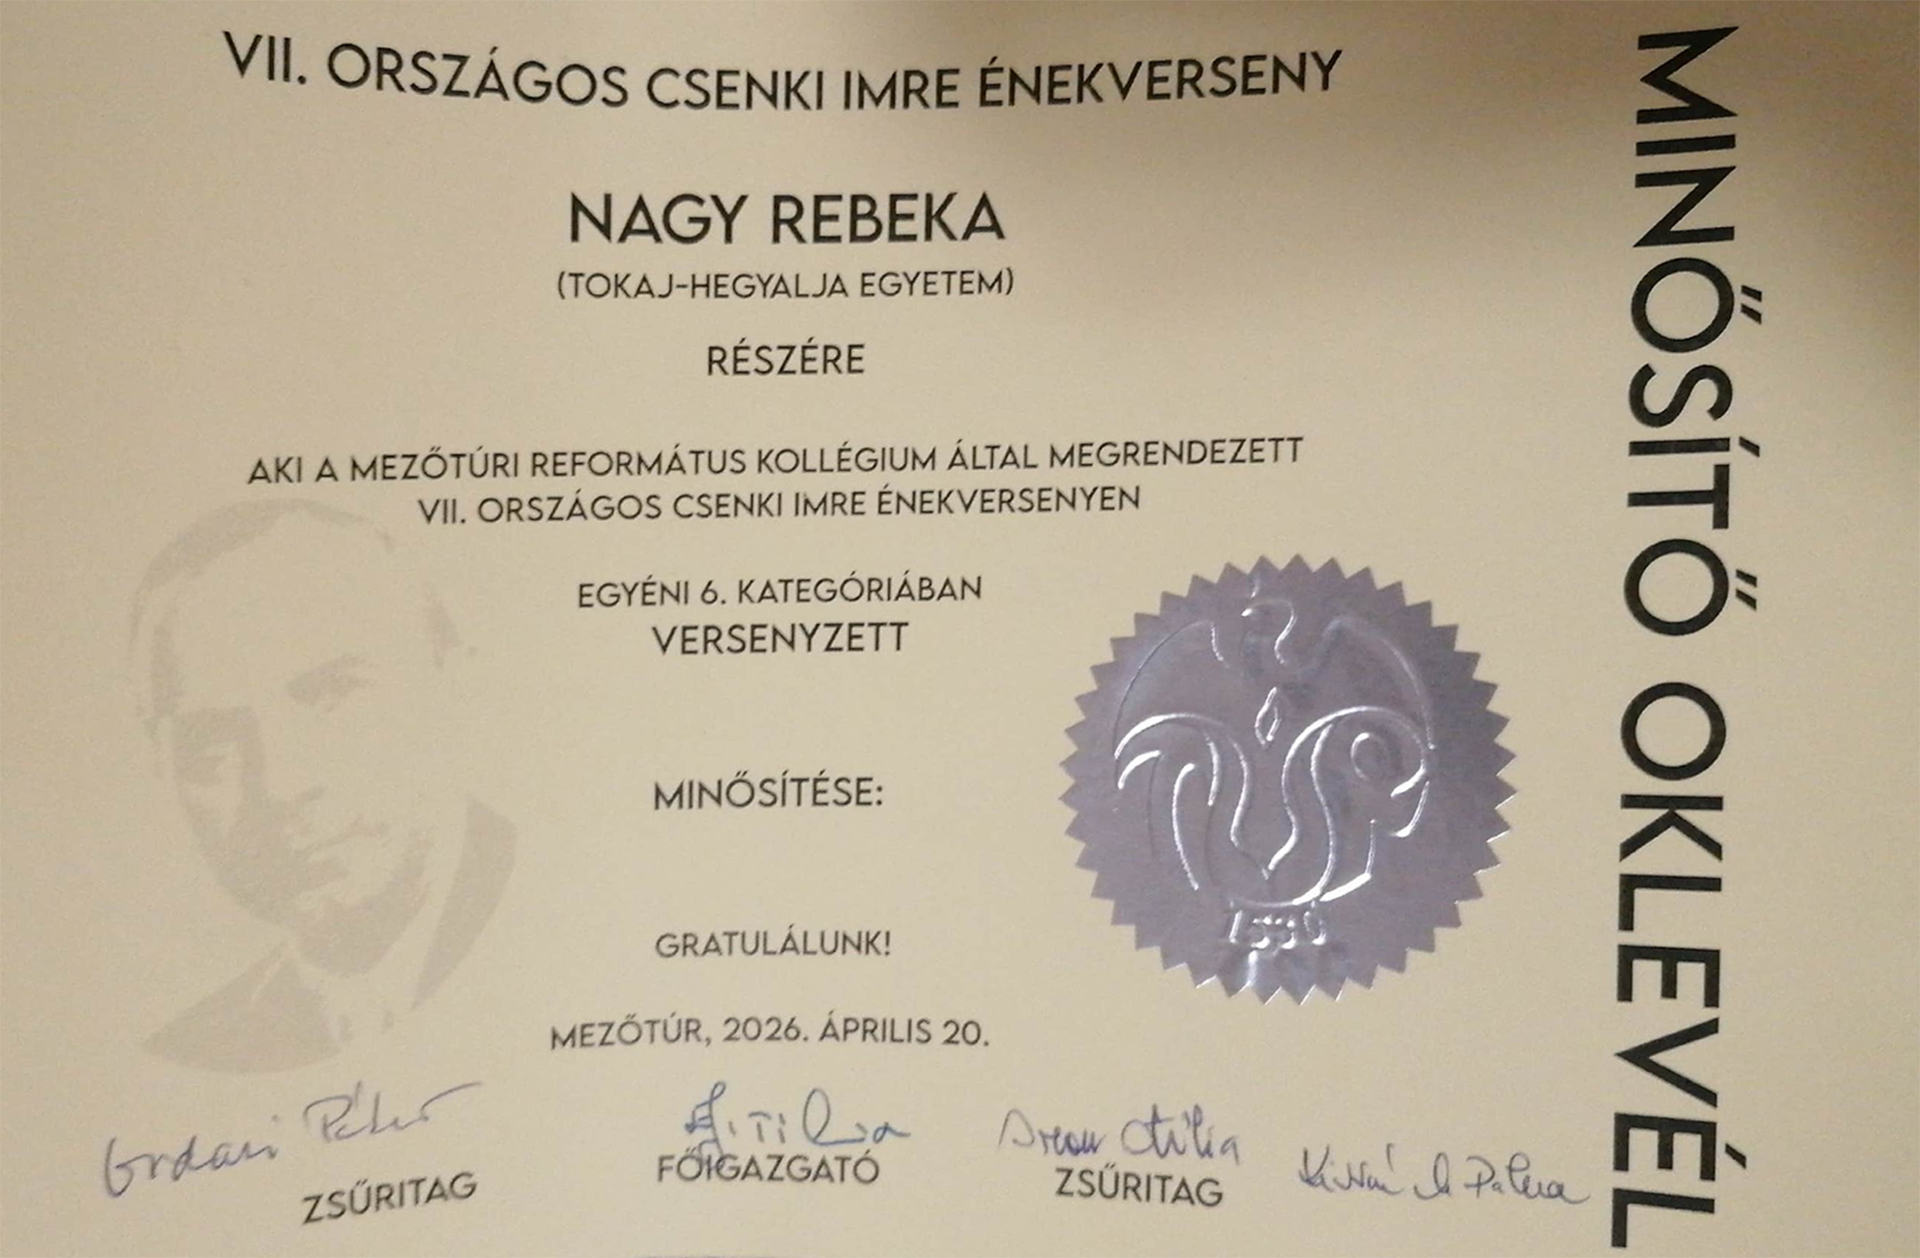 VII. ORSZÁGOS CSENKI IMRE ÉNEKVERSENY
NAGY REBEKA
(TOKAJ-HEGYALJA EGYETEM)
RÉSZÉRE
AKI A MEZŐTÚRI REFORMÁTUS KOLLÉGIUM ÁLTAL MEGRENDEZETT
VII. ORSZÁGOS CSENKI IMRE ÉNEKVERSENYEN
EGYÉNI 6. KATEGÓRIÁBAN
VERSENYZETT
MINŐSÍTÉSE:
GRATULÁLUNK!
MEZŐTÚR, 2026. ÁPRILIS 20.
ZSŰRITAG
FŐIGAZGATÓ
Attila
ZSŰRITAG
MINŐSÍTŐ OKLEVÉL